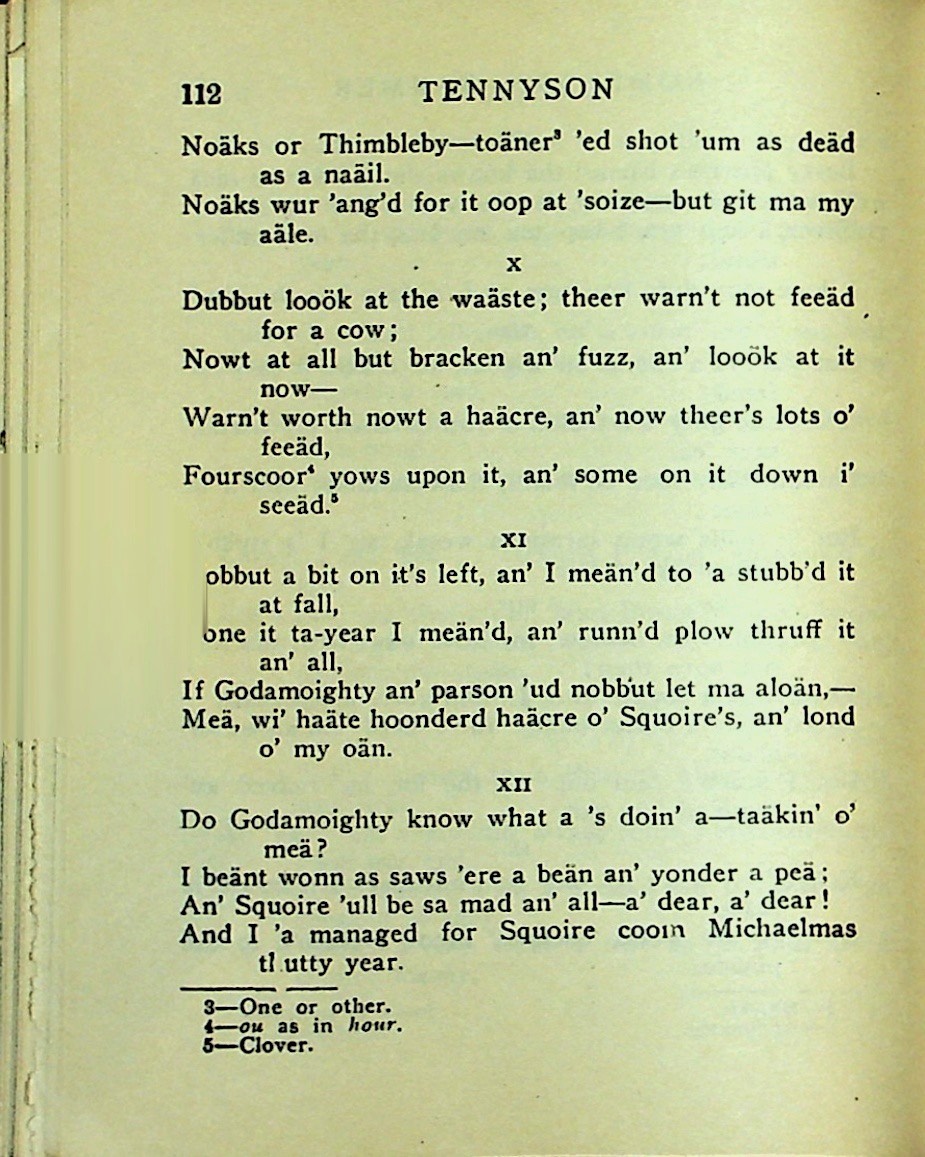 112 TENNYSON
Noäks or Thimbleby—toäner³ 'ed shot 'um as deäd
as a naäil.
Noäks wur 'ang'd for it oop at 'soize—but git ma my
aäle.
X
Dubbut looök at the waäste; theer warn't not feeäd
for a cow;
Nowt at all but bracken an' fuzz, an' looök at it
now—
Warn't worth nowt a haäcre, an' now theer's lots o'
feeäd,
Fourscoor⁴ yows upon it, an' some on it down i'
seeäd.⁵
XI
obbut a bit on it's left, an' I meän'd to 'a stubb'd it
at fall,
one it ta-year I meän'd, an' runn'd plow thruff it
an' all,
If Godamoighty an' parson 'ud nobbut let ma aloän,—
Meä, wi' haäte hoonderd haäcre o' Squoire's, an' lond
o' my oän.
XII
Do Godamoighty know what a 's doin' a—taäkin' o'
meä?
I beänt wonn as saws 'ere a beän an' yonder a peä;
An' Squoire 'ull be sa mad an' all—a' dear, a' dear!
And I 'a managed for Squoire coom Michaelmas
thutty year.
3—One or other.
4—ou as in hour.
5—Clover.